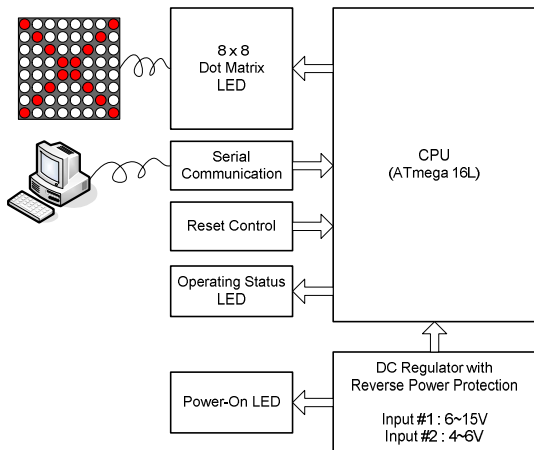 8 x 8
Dot Matrix
LED
CPU
(ATmega 16L)
Serial
Communication
Reset Control
Operating Status
LED
Power-On LED
DC Regulator with
Reverse Power Protection
Input #1 : 6~15V
Input #2 : 4~6V